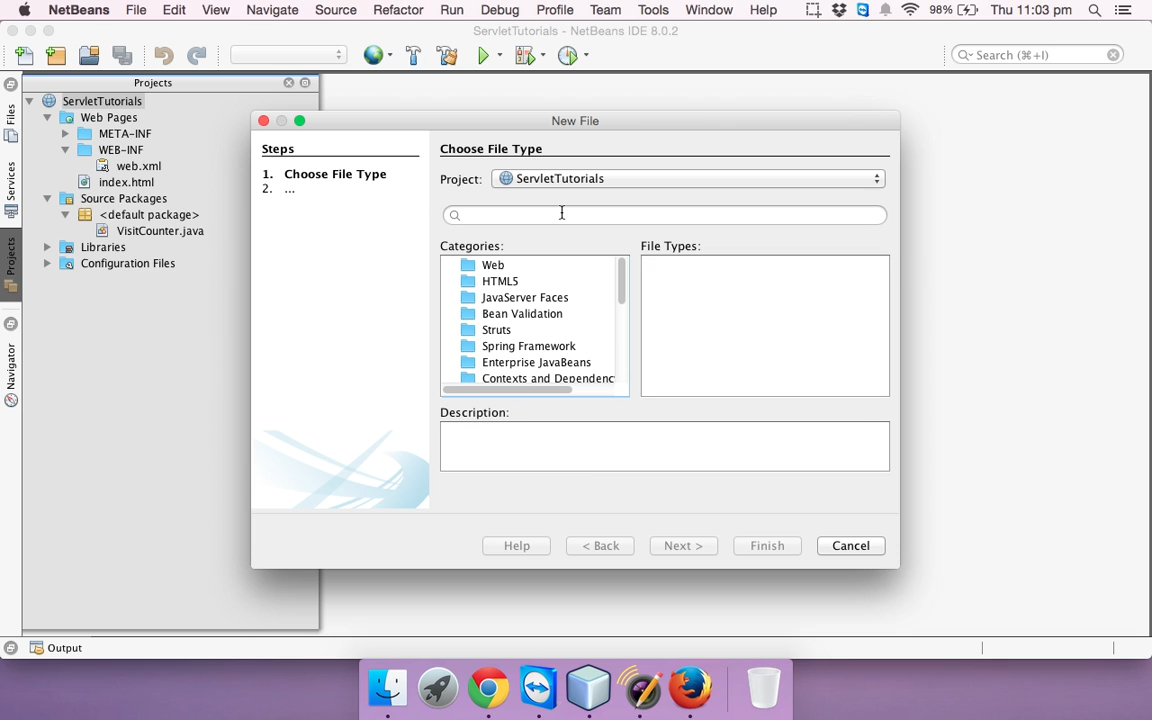 NetBeans File Edit View Navigate Source Refactor Run Debug Profile Team Tools Window Help 98% Thu 11:03 pm
ServletTutorials - NetBeans IDE 8.0.2
Search (⌘+I)
Projects
Files
Services
Projects
Navigator
ServletTutorials
Web Pages
META-INF
WEB-INF
web.xml
index.html
Source Packages
<default package>
VisitCounter.java
Libraries
Configuration Files
New File
Steps
1. Choose File Type
2. ...
Choose File Type
Project: ServletTutorials
Categories: File Types:
Web
HTML5
JavaServer Faces
Bean Validation
Struts
Spring Framework
Enterprise JavaBeans
Contexts and Dependenc
Description:
Help < Back Next > Finish Cancel
Output